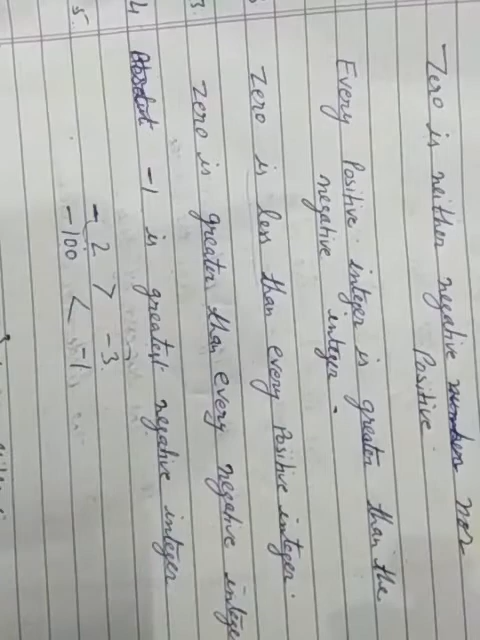 Zero is neither negative nor
Positive.
Every Positive integer is greater than the
negative integer.
Zero is less than every Positive integer.
3. Zero is greater than every negative intege
4. -1 is greatest negative integer
5. -2 > -3
-100 < -1